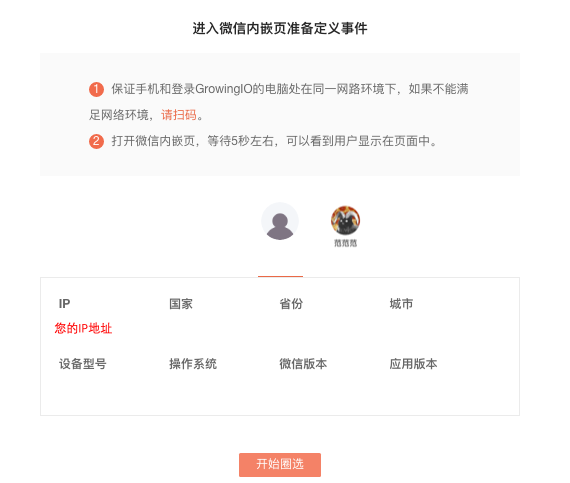 进入微信内嵌页准备定义事件
1 保证手机和登录GrowingIO的电脑处在同一网路环境下，如果不能满
足网络环境，请扫码。
2 打开微信内嵌页，等待5秒左右，可以看到用户显示在页面中。
范范范
IP 国家 省份 城市
您的IP地址
设备型号 操作系统 微信版本 应用版本
开始圈选